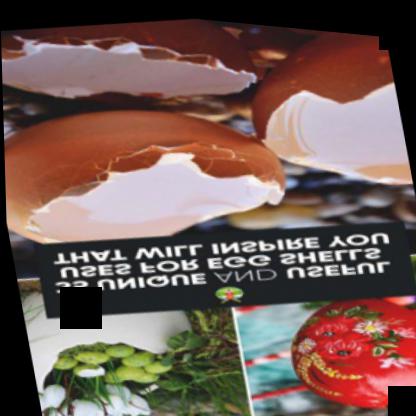 UNIQUE AND USEFUL
USES FOR EGG SHELLS
THAT WILL INSPIRE YOU